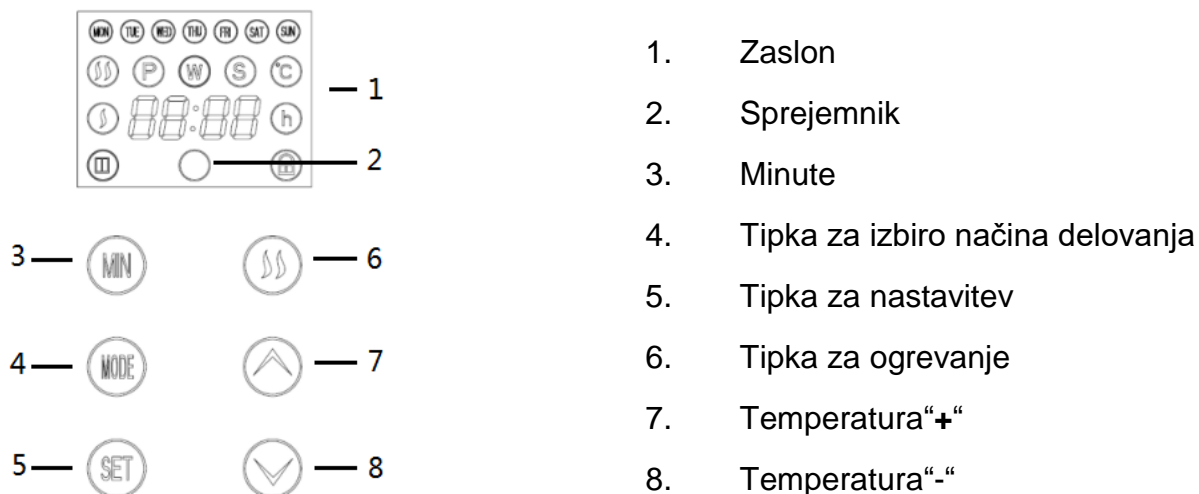 MON TUE WED THU FRI SAT SUN
P W S °C
88:88 h
1
2
3 MIN 6
4 MODE 7
5 SET 8
1. Zaslon
2. Sprejemnik
3. Minute
4. Tipka za izbiro načina delovanja
5. Tipka za nastavitev
6. Tipka za ogrevanje
7. Temperatura“+“
8. Temperatura“-“